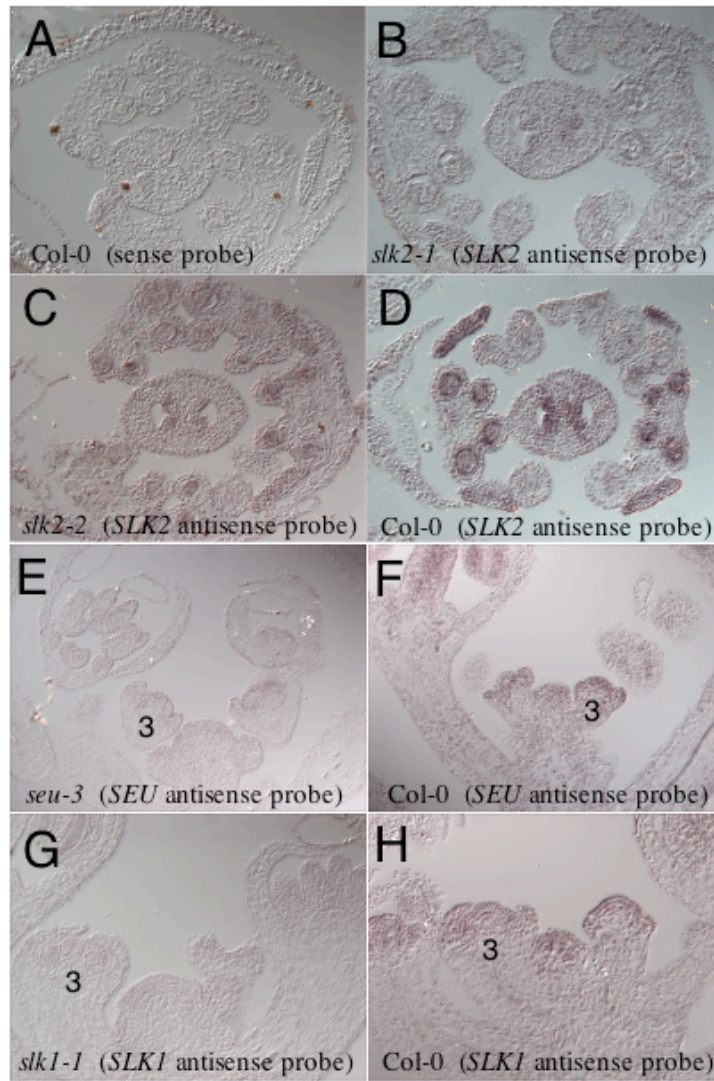 A
Col-0 (sense probe)
B
slk2-1 (SLK2 antisense probe)
C
slk2-2 (SLK2 antisense probe)
D
Col-0 (SLK2 antisense probe)
E
3
seu-3 (SEU antisense probe)
F
3
Col-0 (SEU antisense probe)
G
3
slk1-1 (SLK1 antisense probe)
H
3
Col-0 (SLK1 antisense probe)